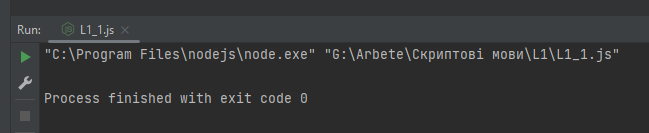 Run: L1_1.js
"C:\Program Files\nodejs\node.exe" "G:\Arbete\Скриптові мови\L1\L1_1.js"
Process finished with exit code 0